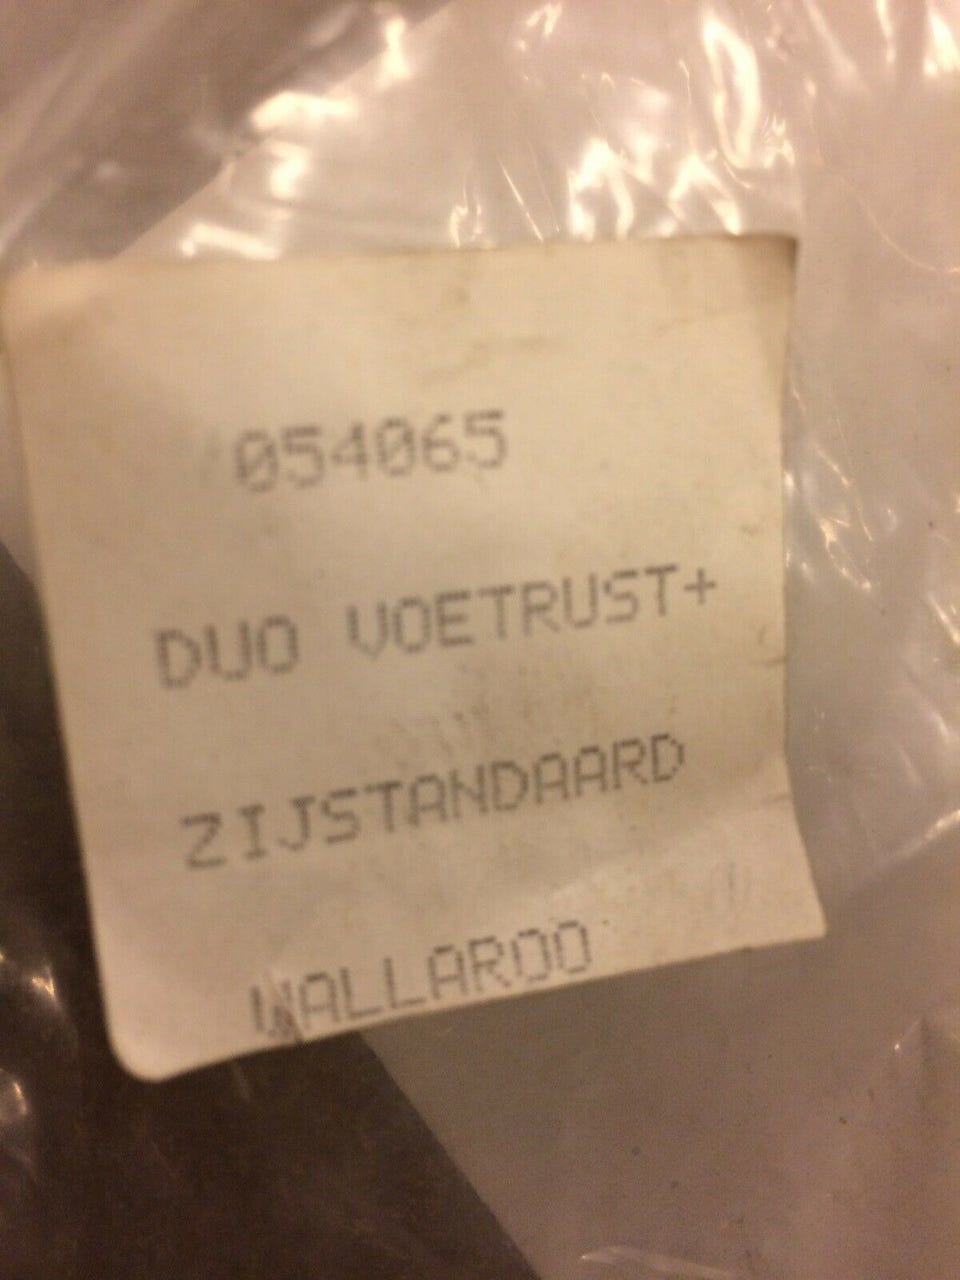 054065
DUO VOETRUST+
ZIJSTANDAARD
WALLAROO